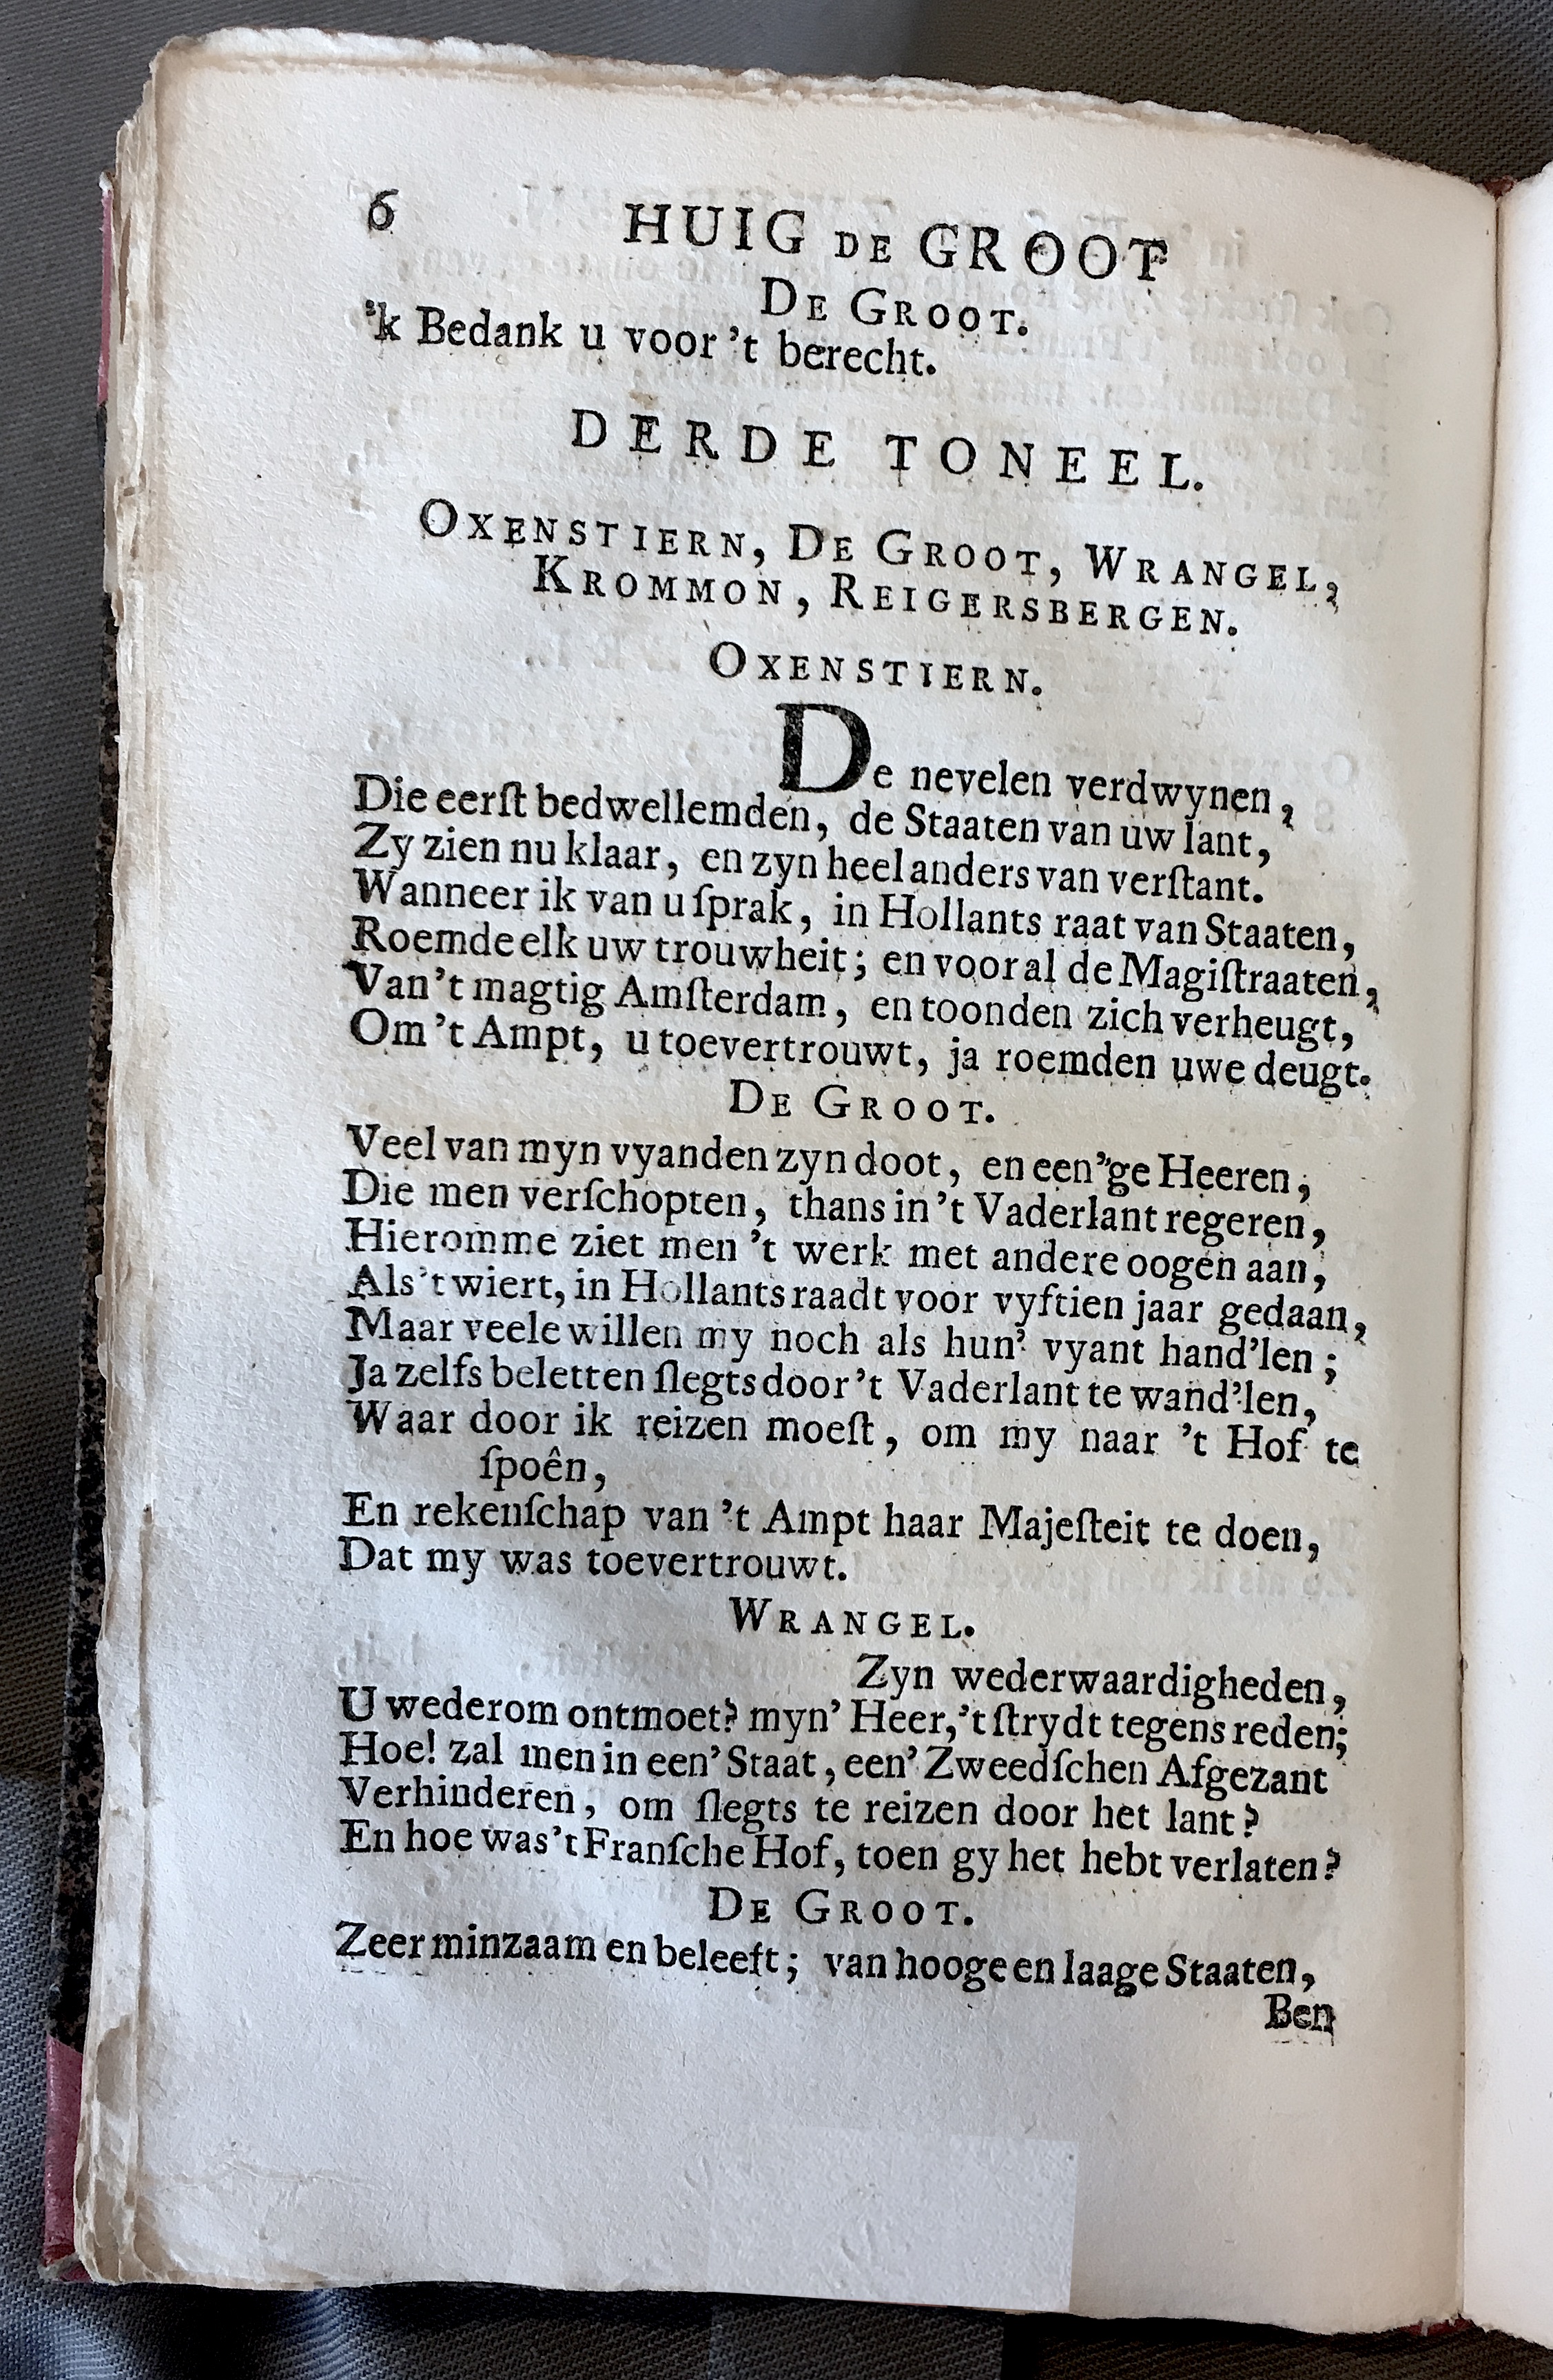 6 HUIG DE GROOT
DE GROOT.
'k Bedank u voor 't berecht.
DERDE TONEEL.
OXENSTIERN, DE GROOT, WRANGEL,
KROMMON, REIGERSBERGEN.
OXENSTIERN.
De nevelen verdwynen,
Die eerſt bedwellemden, de Staaten van uw lant,
Zy zien nu klaar, en zyn heel anders van verſtant.
Wanneer ik van u ſprak, in Hollants raat van Staaten,
Roemde elk uw trouwheit; en voor al de Magiſtraaten,
Van 't magtig Amſterdam, en toonden zich verheugt,
Om 't Ampt, u toevertrouwt, ja roemden uwe deugt.
DE GROOT.
Veel van myn vyanden zyn doot, en een'ge Heeren,
Die men verſchopten, thans in 't Vaderlant regeren,
Hieromme ziet men 't werk met andere oogen aan,
Als 't wiert, in Hollants raadt voor vyftien jaar gedaan,
Maar veele willen my noch als hun' vyant hand'len;
Ja zelfs beletten ſlegts door 't Vaderlant te wand'len,
Waar door ik reizen moeſt, om my naar 't Hof te
ſpoên,
En rekenſchap van 't Ampt haar Majeſteit te doen,
Dat my was toevertrouwt.
WRANGEL.
Zyn wederwaardigheden,
U wederom ontmoet? myn' Heer, 't ſtrydt tegens reden;
Hoe! zal men in een' Staat, een' Zweedſchen Afgezant
Verhinderen, om ſlegts te reizen door het lant?
En hoe was 't Franſche Hof, toen gy het hebt verlaten?
DE GROOT.
Zeer minzaam en beleeft; van hooge en laage Staaten,
Ben